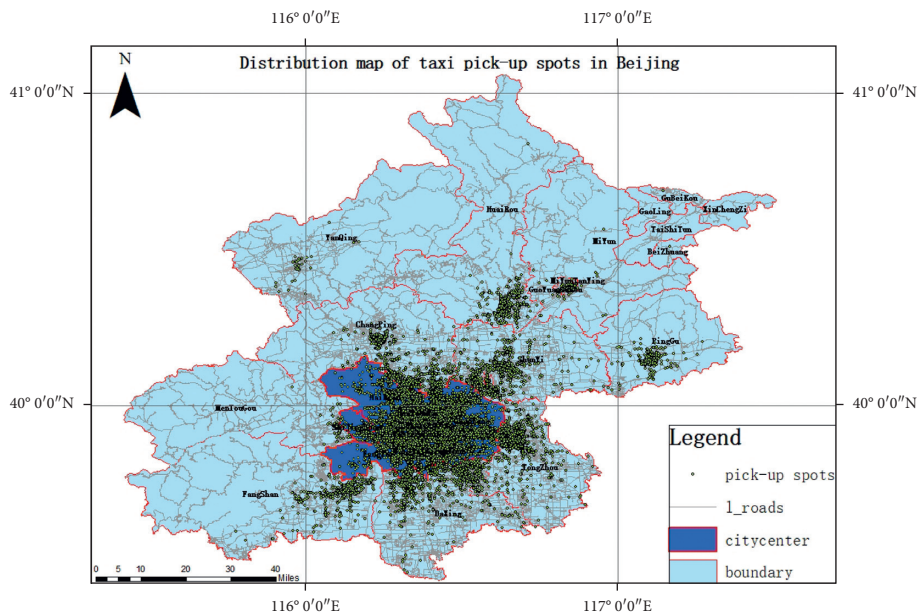 116° 0′0″E 117° 0′0″E
N
Distribution map of taxi pick-up spots in Beijing
41° 0′0″N 41° 0′0″N
GuBeiKou
HuaiRou GaoLing XinChengZi
TaiShiTun
YanQing MiYun
BeiZhuang
MiYunTanYing
ChangPing
ShunYi PingGu
40° 0′0″N 40° 0′0″N
MenTouGou
Legend
pick-up spots
TongZhou
l_roads
FangShan
DaXing
citycenter
boundary
0 5 10 20 30 40
Miles
116° 0′0″E 117° 0′0″E